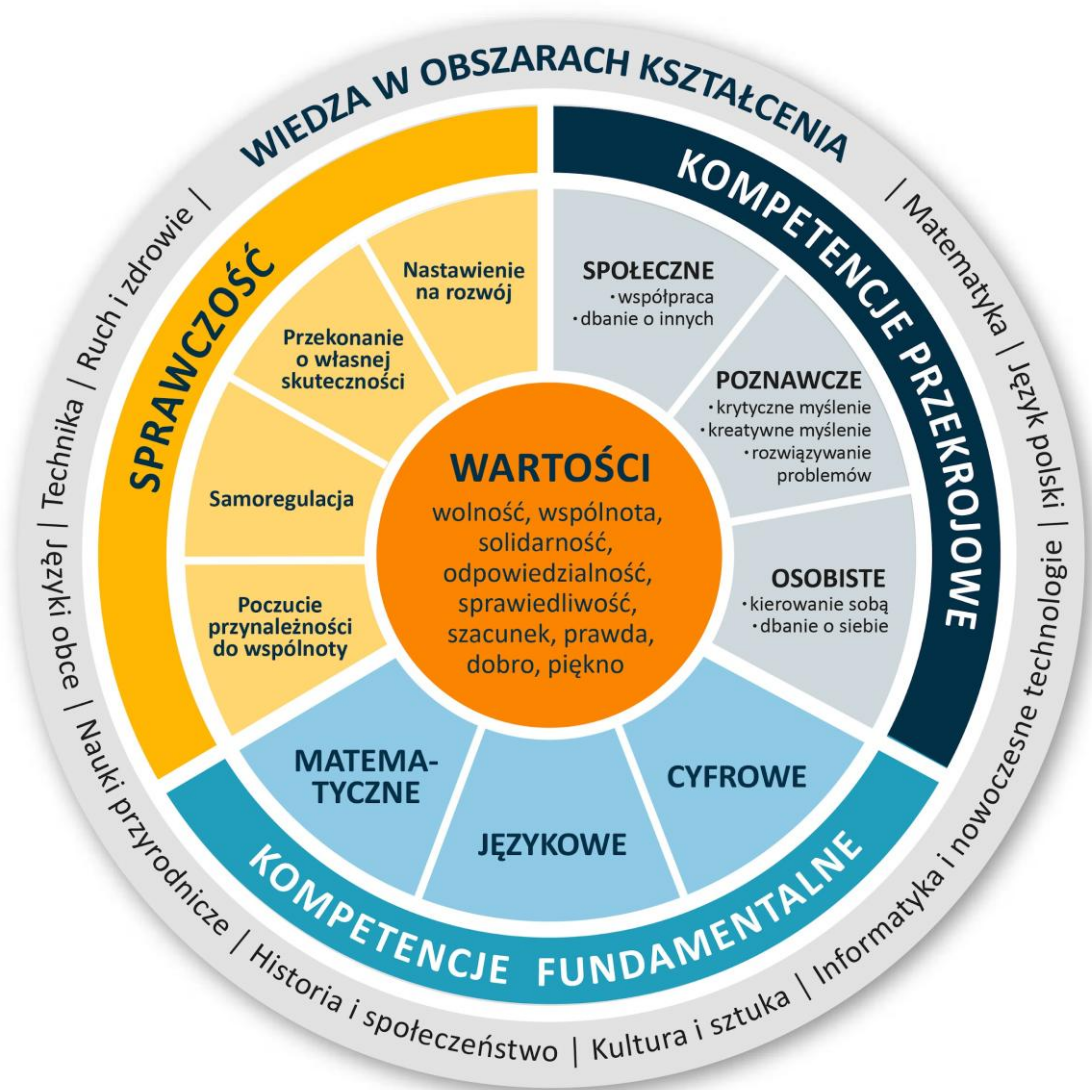 WIEDZA W OBSZARACH KSZTAŁCENIA
| Matematyka | Język polski | Informatyka i nowoczesne technologie | Kultura i sztuka | Historia i społeczeństwo | Nauki przyrodnicze | Języki obce | Technika | Ruch i zdrowie |
KOMPETENCJE PRZEKROJOWE
SPOŁECZNE
·współpraca
·dbanie o innych
POZNAWCZE
·krytyczne myślenie
·kreatywne myślenie
·rozwiązywanie
problemów
OSOBISTE
·kierowanie sobą
·dbanie o siebie
KOMPETENCJE FUNDAMENTALNE
CYFROWE
JĘZYKOWE
MATEMA-
TYCZNE
SPRAWCZOŚĆ
Poczucie
przynależności
do wspólnoty
Samoregulacja
Przekonanie
o własnej
skuteczności
Nastawienie
na rozwój
WARTOŚCI
wolność, wspólnota,
solidarność,
odpowiedzialność,
sprawiedliwość,
szacunek, prawda,
dobro, piękno